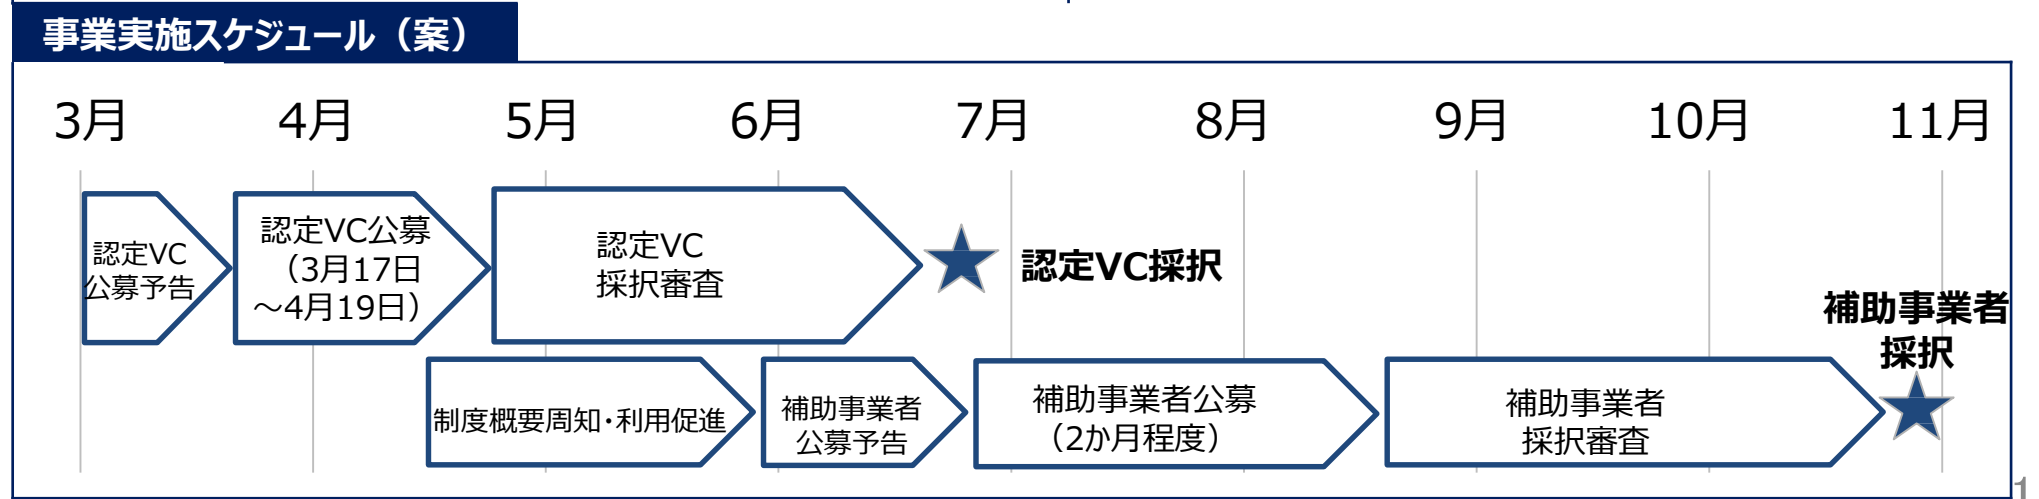 事業実施スケジュール（案）
3月 4月 5月 6月 7月 8月 9月 10月 11月
認定VC
公募予告
認定VC公募
（3月17日
～4月19日）
認定VC
採択審査
認定VC採択
制度概要周知・利用促進
補助事業者
公募予告
補助事業者公募
（2か月程度）
補助事業者
採択審査
補助事業者
採択
1